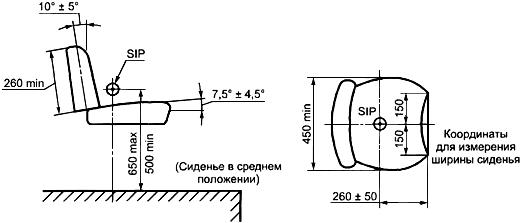 10° ± 5°
SIP
260 min
7,5° ± 4,5°
650 max
500 min
(Сиденье в среднем
положении)
450 min
SIP
150
150
Координаты
для измерения
ширины сиденья
260 ± 50